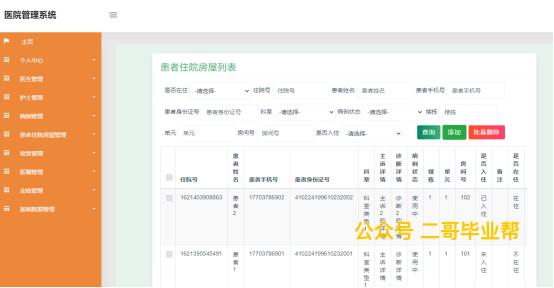 医院管理系统
主页
个人中心
医生管理
护士管理
病例管理
患者住院房屋管理
检查管理
医嘱管理
金钱管理
基础数据管理
患者住院房屋列表
是否在住 -请选择- 住院号 住院号 患者姓名 患者姓名 患者手机号 患者手机号
患者身份证号 患者身份证号 科室 -请选择- 病例状态 -请选择- 楼栋 楼栋
单元 单元 房间号 房间号 是否入住 -请选择- 查询 添加 批量删除
住院号 患者姓名 患者手机号 患者身份证号 科室 主诉详情 诊断详情 病例状态 楼栋 单元 房间号 是否入住 备注 是否在住
1621403908863 患者2 17703786902 410224199610232002 科室类型1 主诉2的详情 诊断2的详情 使用中 1 1 102 已入住 在住
公众号 二哥毕业帮
1621395545491 患者1 17703786901 410224199610232001 科室类型1 主诉详情 诊断详情 使用中 1 1 101 未入住 不在住